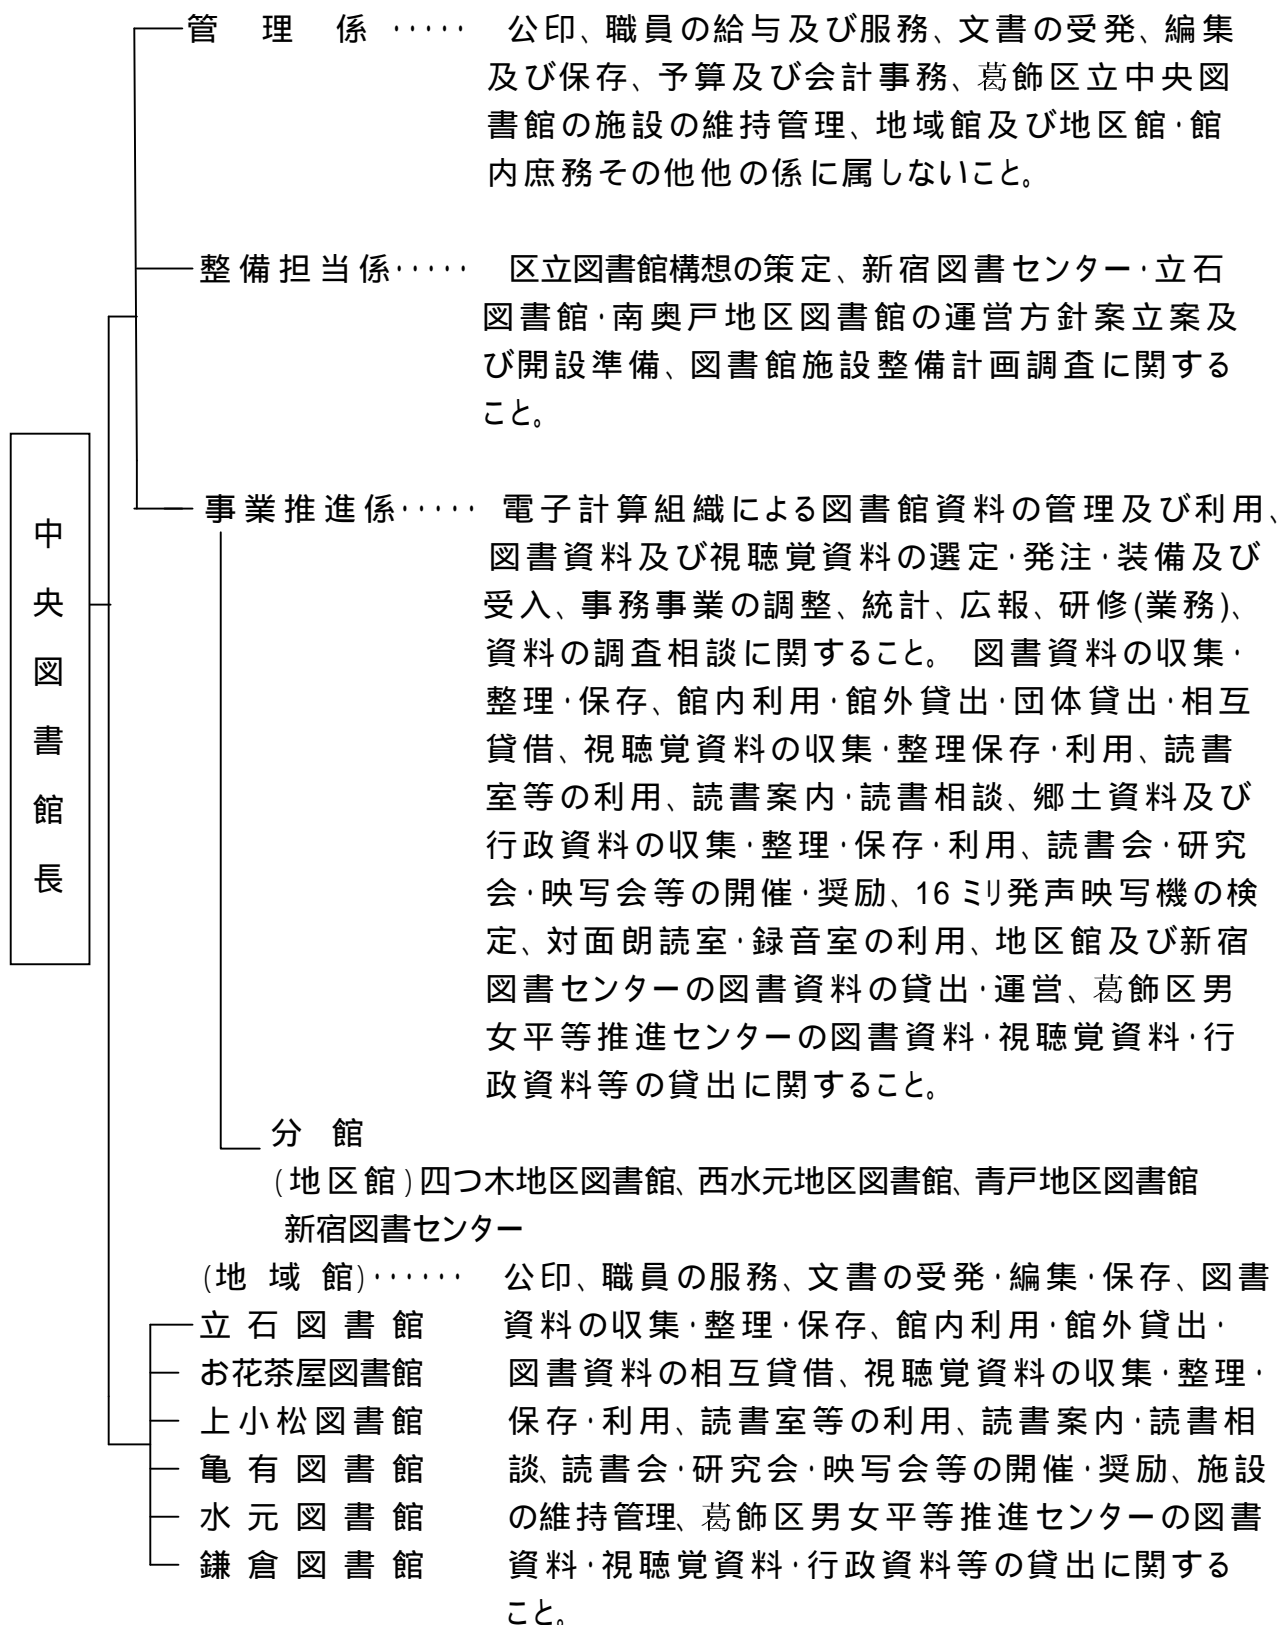 管理係‥‥‥ 公印、職員の給与及び服務、文書の受発、編集
及び保存、予算及び会計事務、葛飾区立中央図
書館の施設の維持管理、地域館及び地区館・館
内庶務その他他の係に属しないこと。
整備担当係‥‥‥ 区立図書館構想の策定、新宿図書センター・立石
図書館・南奥戸地区図書館の運営方針案立案及
び開設準備、図書館施設整備計画調査に関する
こと。
中央図書館長
事業推進係‥‥‥ 電子計算組織による図書館資料の管理及び利用、
図書資料及び視聴覚資料の選定・発注・装備及び
受入、事務事業の調整、統計、広報、研修(業務)、
資料の調査相談に関すること。 図書資料の収集・
整理・保存、館内利用・館外貸出・団体貸出・相互
貸借、視聴覚資料の収集・整理保存・利用、読書
室等の利用、読書案内・読書相談、郷土資料及び
行政資料の収集・整理・保存・利用、読書会・研究
会・映写会等の開催・奨励、16ミリ発声映写機の検
定、対面朗読室・録音室の利用、地区館及び新宿
図書センターの図書資料の貸出・運営、葛飾区男
女平等推進センターの図書資料・視聴覚資料・行
政資料等の貸出に関すること。
分館
(地区館)四つ木地区図書館、西水元地区図書館、青戸地区図書館
新宿図書センター
(地域館)‥‥‥ 公印、職員の服務、文書の受発・編集・保存、図書
立石図書館 資料の収集・整理・保存、館内利用・館外貸出・
お花茶屋図書館 図書資料の相互貸借、視聴覚資料の収集・整理・
上小松図書館 保存・利用、読書室等の利用、読書案内・読書相
亀有図書館 談、読書会・研究会・映写会等の開催・奨励、施設
水元図書館 の維持管理、葛飾区男女平等推進センターの図書
鎌倉図書館 資料・視聴覚資料・行政資料等の貸出に関する
こと。